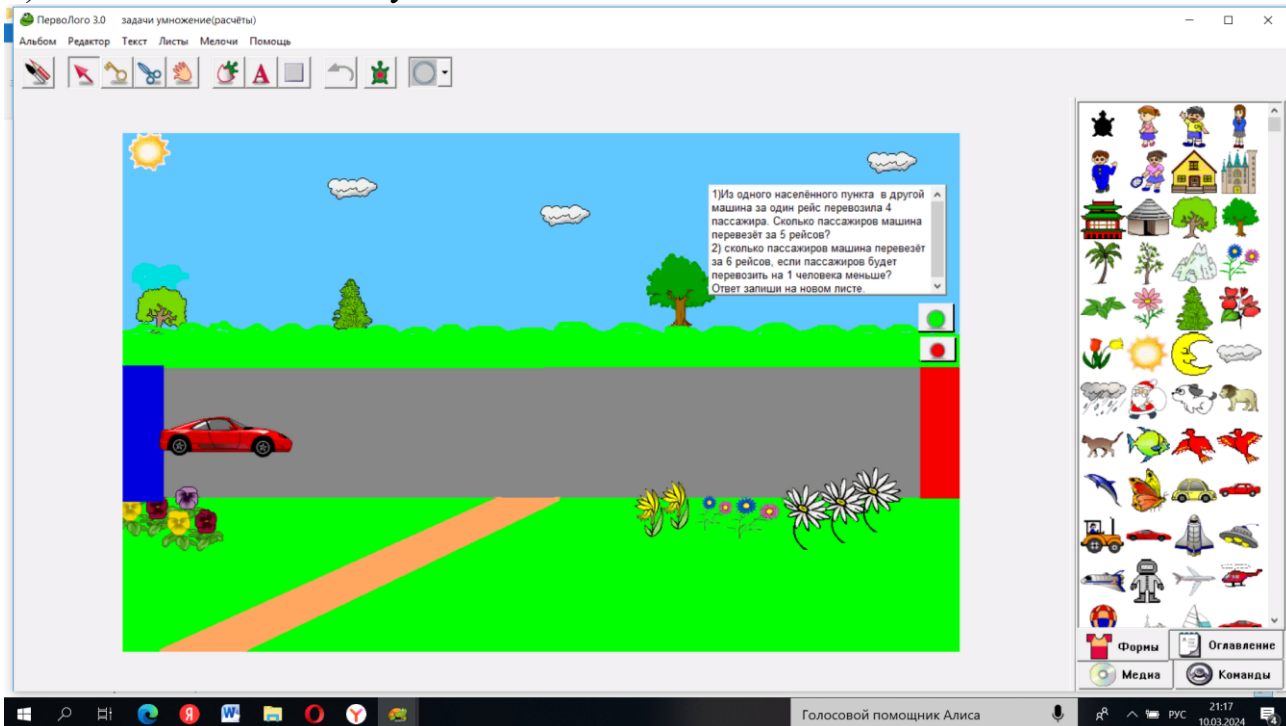 ПервоЛого 3.0 задачи умножение(расчёты)
Альбом Редактор Текст Листы Мелочи Помощь
1)Из одного населённого пункта в другой
машина за один рейс перевозила 4
пассажира. Сколько пассажиров машина
перевезёт за 5 рейсов?
2) сколько пассажиров машина перевезёт
за 6 рейсов, если пассажиров будет
перевозить на 1 человека меньше?
Ответ запиши на новом листе.
Формы Оглавление
Медиа Команды
Голосовой помощник Алиса
РУС
21:17
10.03.2024